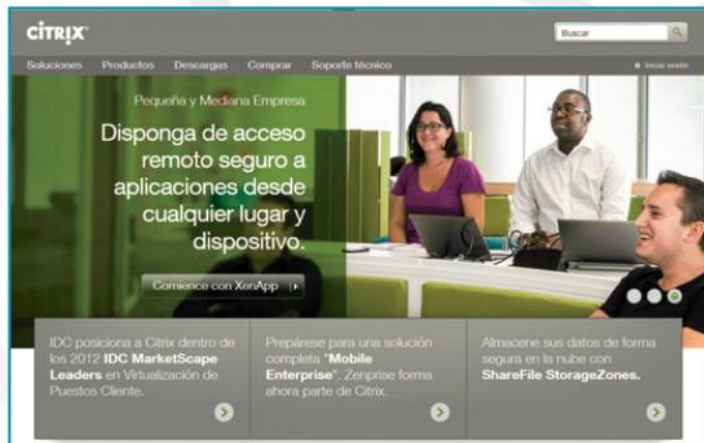 CITRIX
Buscar
Soluciones Productos Descargas Comprar Soporte técnico
Iniciar sesión
Pequeña y Mediana Empresa
Disponga de acceso
remoto seguro a
aplicaciones desde
cualquier lugar y
dispositivo.
Comience con XenApp
IDC posiciona a Citrix dentro de
los 2012 IDC MarketScape
Leaders en Virtualización de
Puestos Cliente.
Prepárese para una solución
completa "Mobile
Enterprise". Zenprise forma
ahora parte de Citrix.
Almacene sus datos de forma
segura en la nube con
ShareFile StorageZones.